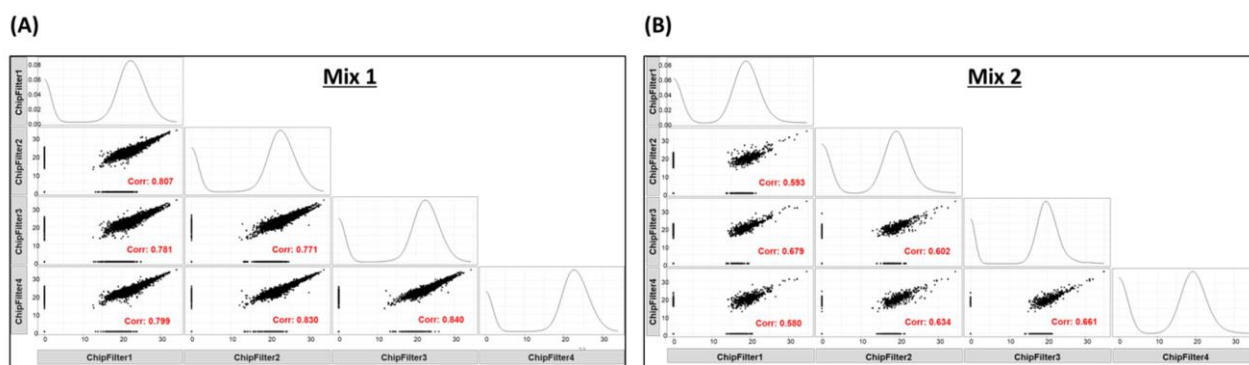 (A)
Mix 1
ChipFilter1
0.08
0.06
0.04
0.02
0.00
ChipFilter2
30
20
10
0
Corr: 0.807
ChipFilter3
30
20
10
0
Corr: 0.781
Corr: 0.771
ChipFilter4
30
20
10
0
Corr: 0.799
Corr: 0.830
Corr: 0.840
0 10 20 30 0 10 20 30 0 10 20 30 0 10 20 30
ChipFilter1 ChipFilter2 ChipFilter3 ChipFilter4
(B)
Mix 2
ChipFilter1
0.08
0.06
0.04
0.02
0.00
ChipFilter2
30
20
10
0
Corr: 0.593
ChipFilter3
30
20
10
0
Corr: 0.679
Corr: 0.602
ChipFilter4
30
20
10
0
Corr: 0.580
Corr: 0.634
Corr: 0.661
0 10 20 30 0 10 20 30 0 10 20 30 0 10 20 30
ChipFilter1 ChipFilter2 ChipFilter3 ChipFilter4